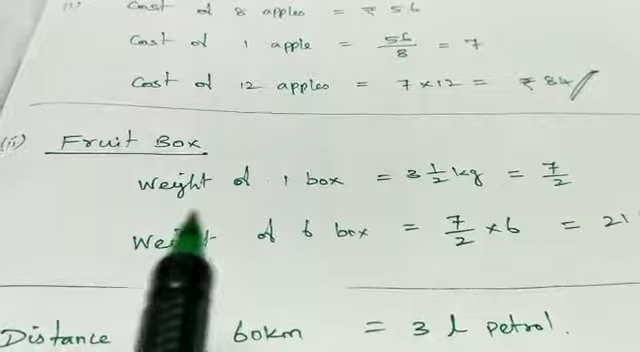 (i) Cost of 8 apples = ₹ 56
Cost of 1 apple = 56/8 = 7
Cost of 12 apples = 7 × 12 = ₹ 84
(ii) Fruit Box
Weight of 1 box = 3 1/2 kg = 7/2
Weight of 6 box = 7/2 × 6 = 21
Distance 60km = 3 l petrol.